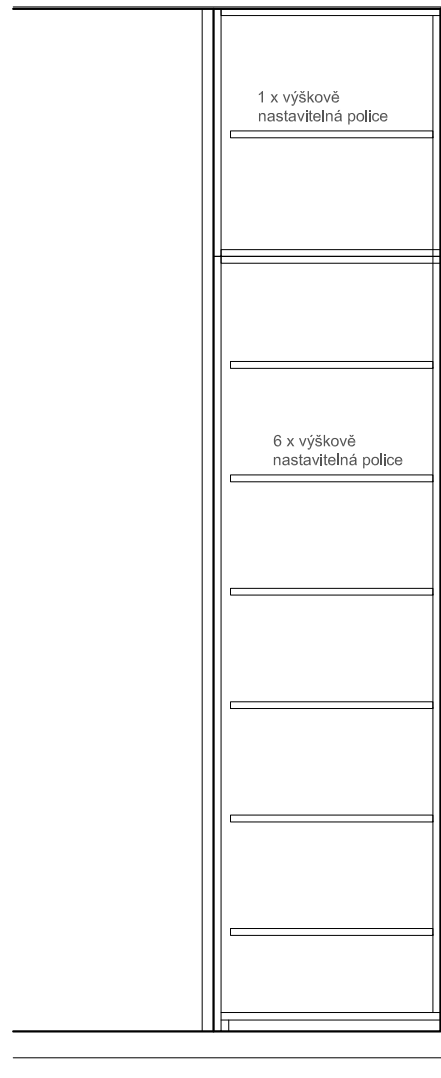 1 x výškově
nastavitelná police
6 x výškově
nastavitelná police